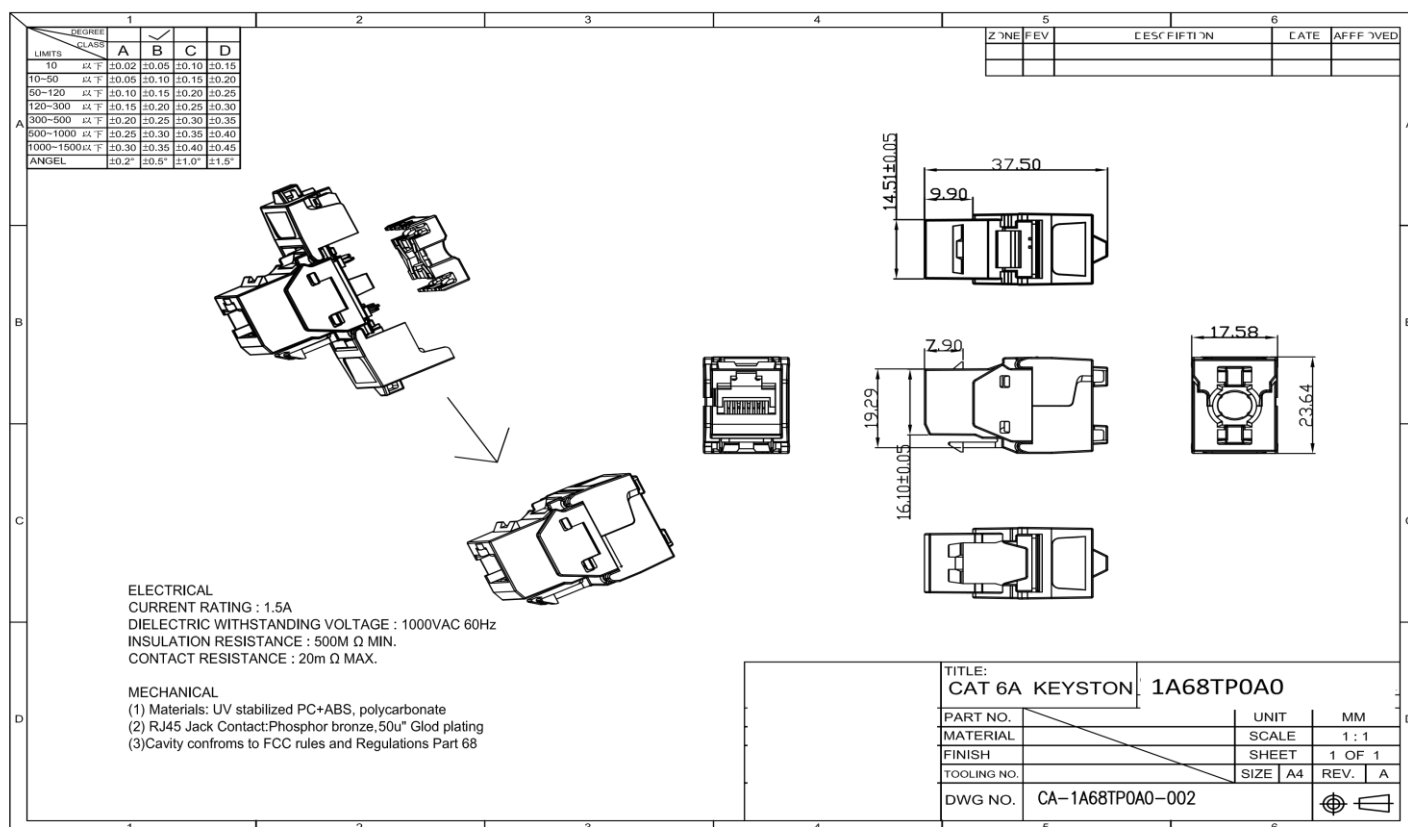 1 2 3 4 5 6
DEGREE
CLASS
LIMITS A B C D
10 以下 ±0.02 ±0.05 ±0.10 ±0.15
10~50 以下 ±0.05 ±0.10 ±0.15 ±0.20
50~120 以下 ±0.10 ±0.15 ±0.20 ±0.25
120~300 以下 ±0.15 ±0.20 ±0.25 ±0.30
300~500 以下 ±0.20 ±0.25 ±0.30 ±0.35
500~1000 以下 ±0.25 ±0.30 ±0.35 ±0.40
1000~1500以下 ±0.30 ±0.35 ±0.40 ±0.45
ANGEL ±0.2° ±0.5° ±1.0° ±1.5°
A
B
C
D
37.50
14.51±0.05
9.90
7.90
19.29
16.10±0.05
17.58
23.64
ELECTRICAL
CURRENT RATING : 1.5A
DIELECTRIC WITHSTANDING VOLTAGE : 1000VAC 60Hz
INSULATION RESISTANCE : 500M Ω MIN.
CONTACT RESISTANCE : 20m Ω MAX.
MECHANICAL
(1) Materials: UV stabilized PC+ABS, polycarbonate
(2) RJ45 Jack Contact:Phosphor bronze,50u" Glod plating
(3)Cavity confroms to FCC rules and Regulations Part 68
TITLE:
CAT 6A KEYSTON 1A68TP0A0
PART NO. UNIT MM
MATERIAL SCALE 1 : 1
FINISH SHEET 1 OF 1
TOOLING NO. SIZE A4 REV. A
DWG NO. CA-1A68TP0A0-002